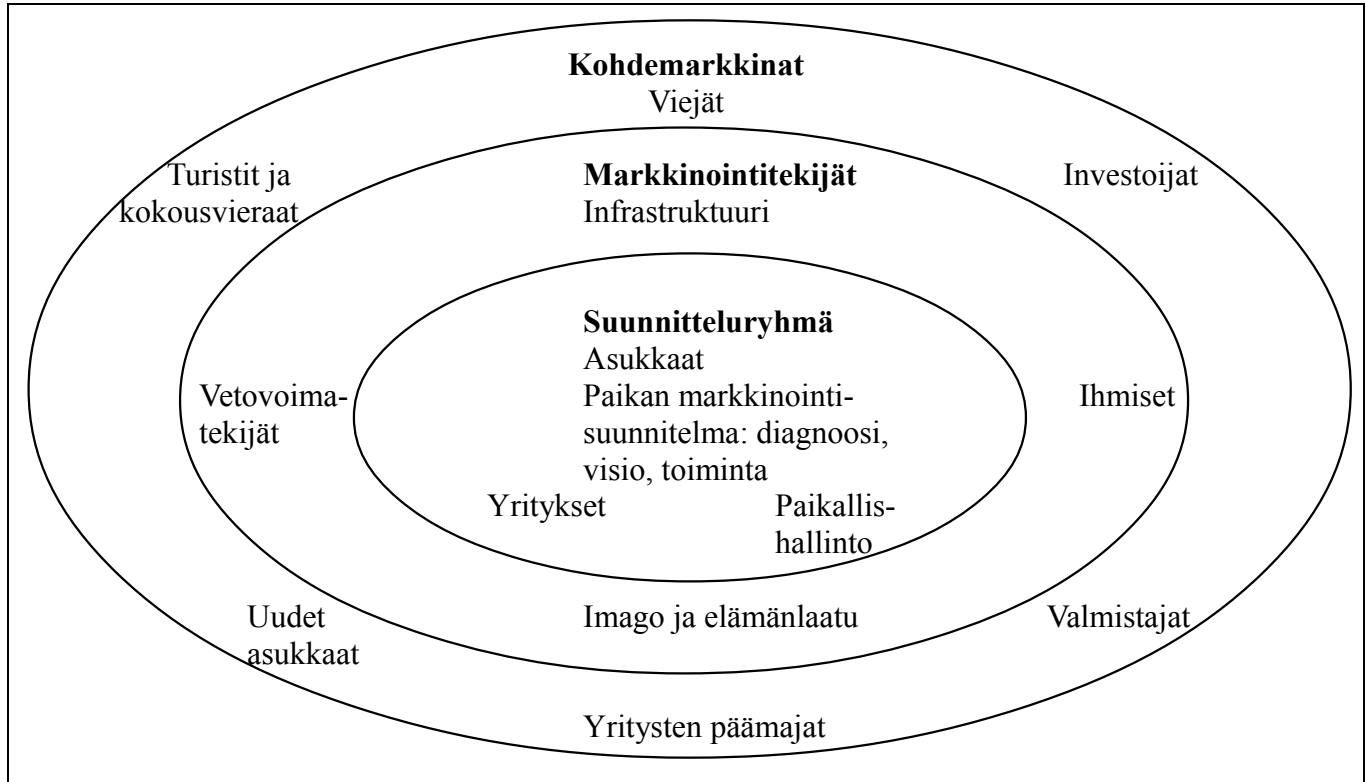 Kohdemarkkinat
Viejät
Turistit ja
kokousvieraat
Markkinointitekijät
Infrastruktuuri
Investoijat
Suunnitteluryhmä
Asukkaat
Paikan markkinointi-
suunnitelma: diagnoosi,
visio, toiminta
Vetovoima-
tekijät
Ihmiset
Yritykset
Paikallis-
hallinto
Uudet
asukkaat
Imago ja elämänlaatu
Valmistajat
Yritysten päämajat